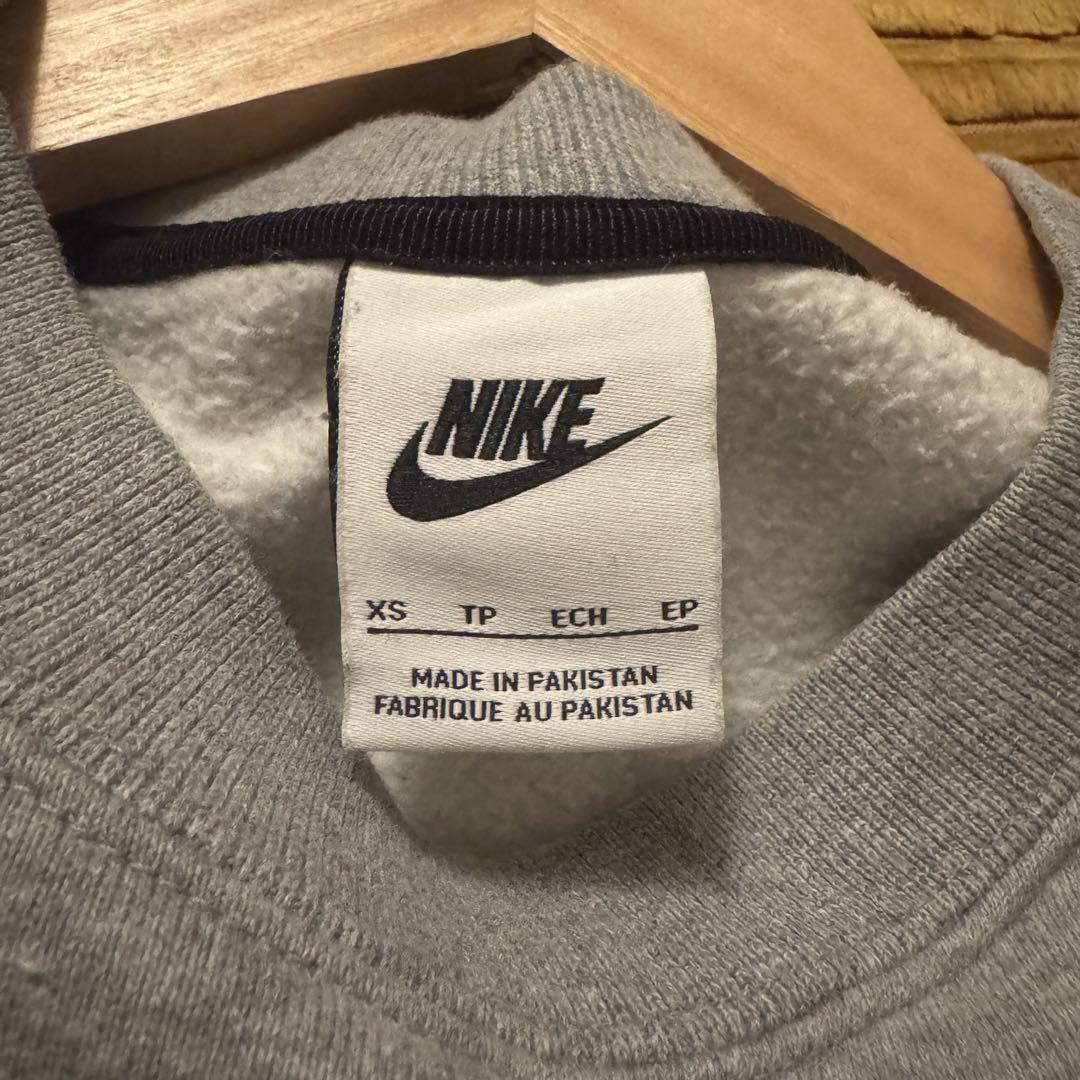 NIKE
XS TP ECH EP
MADE IN PAKISTAN
FABRIQUE AU PAKISTAN